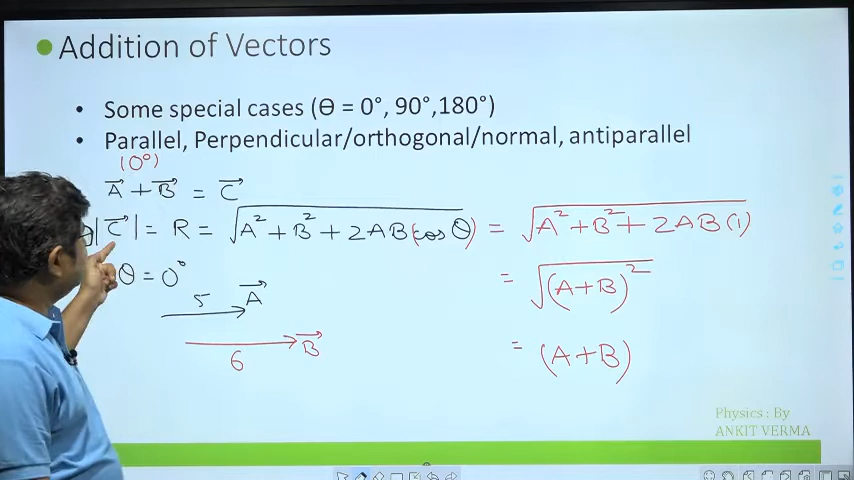 Addition of Vectors
• Some special cases (Ɵ = 0°, 90°,180°)
• Parallel, Perpendicular/orthogonal/normal, antiparallel
(0°)
A⃗ + B⃗ = C⃗
|C⃗| = R = √(A² + B² + 2AB(cos θ)) = √(A² + B² + 2AB(1))
θ = 0°
= √((A+B)²)
5 A⃗
= (A+B)
6 B⃗
Physics : By
ANKIT VERMA